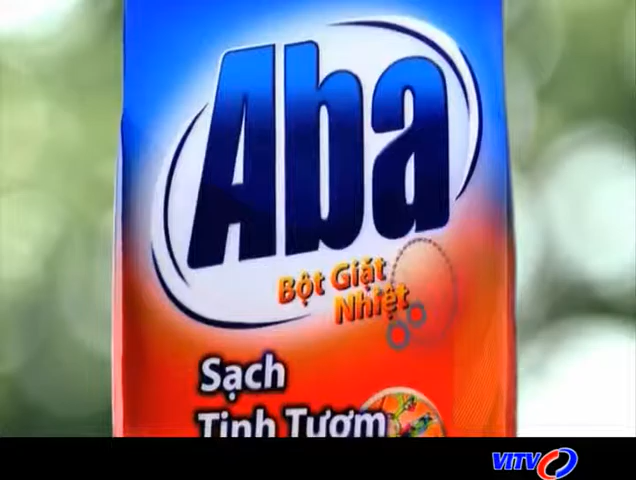 Aba
Bột Giặt
Nhiệt
Sạch
Tinh Tươm
VITV